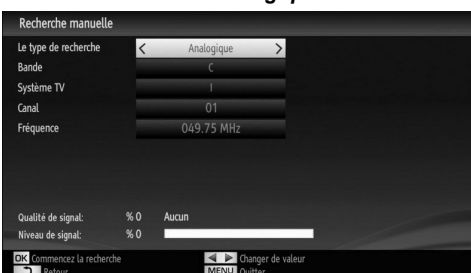 Recherche manuelle
Le type de recherche < Analogique >
Bande C
Système TV I
Canal 01
Fréquence 049.75 MHz
Qualité de signal: % 0 Aucun
Niveau de signal: % 0
OK Commencez la recherche Changer de valeur
Retour MENU Quitter